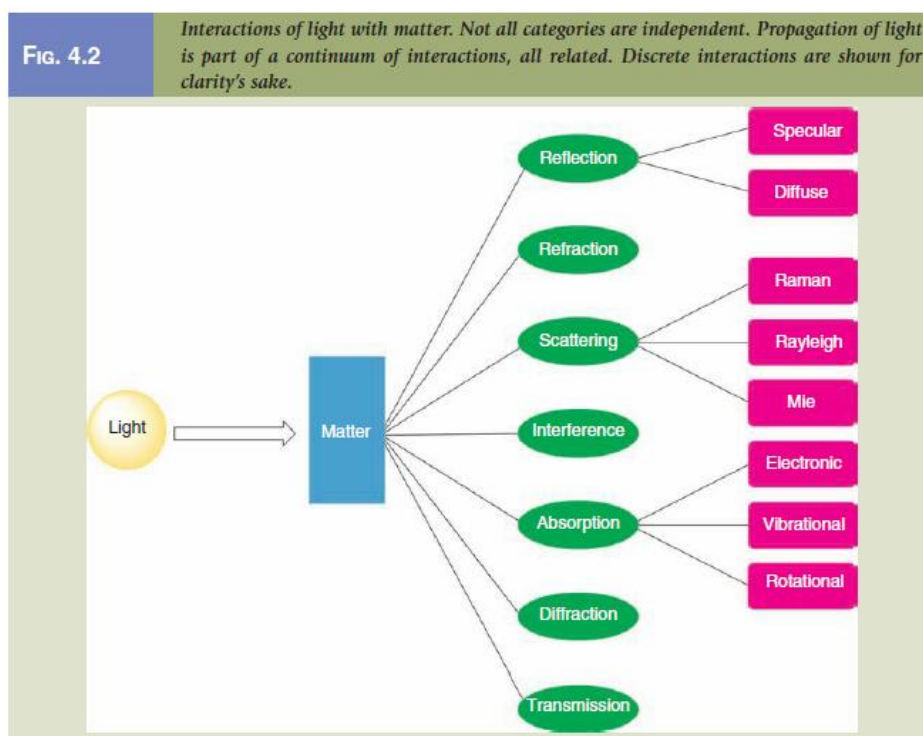 FIG. 4.2
Interactions of light with matter. Not all categories are independent. Propagation of light
is part of a continuum of interactions, all related. Discrete interactions are shown for
clarity's sake.
Specular
Reflection
Diffuse
Refraction
Raman
Scattering
Rayleigh
Mie
Light
Matter
Interference
Electronic
Absorption
Vibrational
Rotational
Diffraction
Transmission